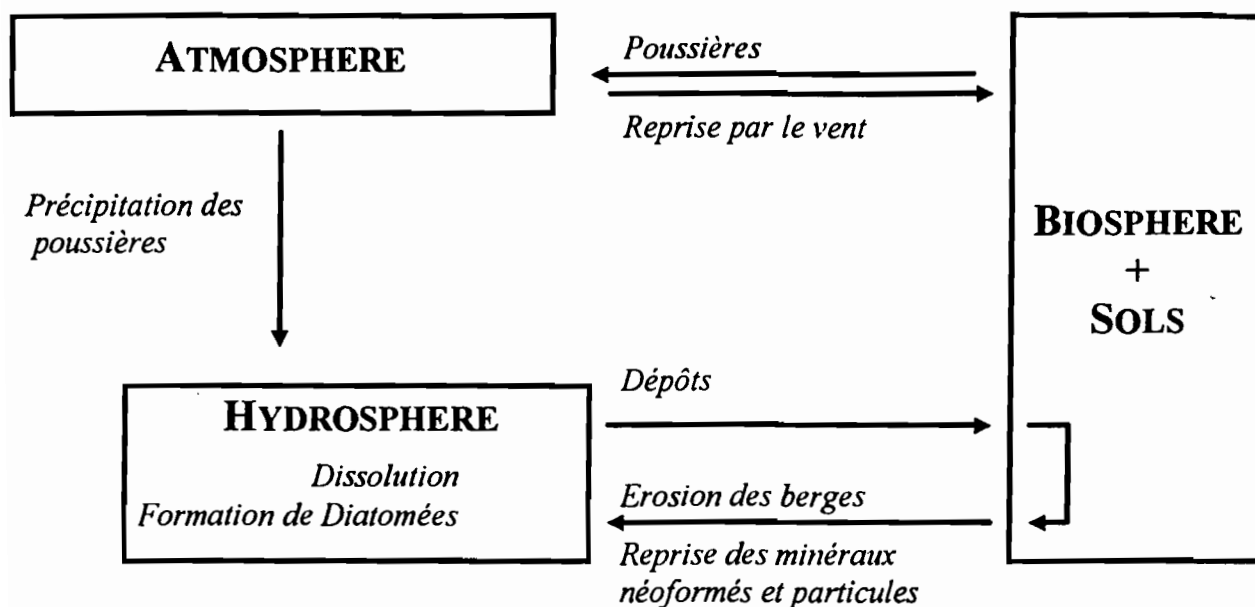 ATMOSPHERE
Poussières
Reprise par le vent
Précipitation des
poussières
BIOSPHERE
+
SOLS
HYDROSPHERE
Dissolution
Formation de Diatomées
Dépôts
Erosion des berges
Reprise des minéraux
néoformés et particules